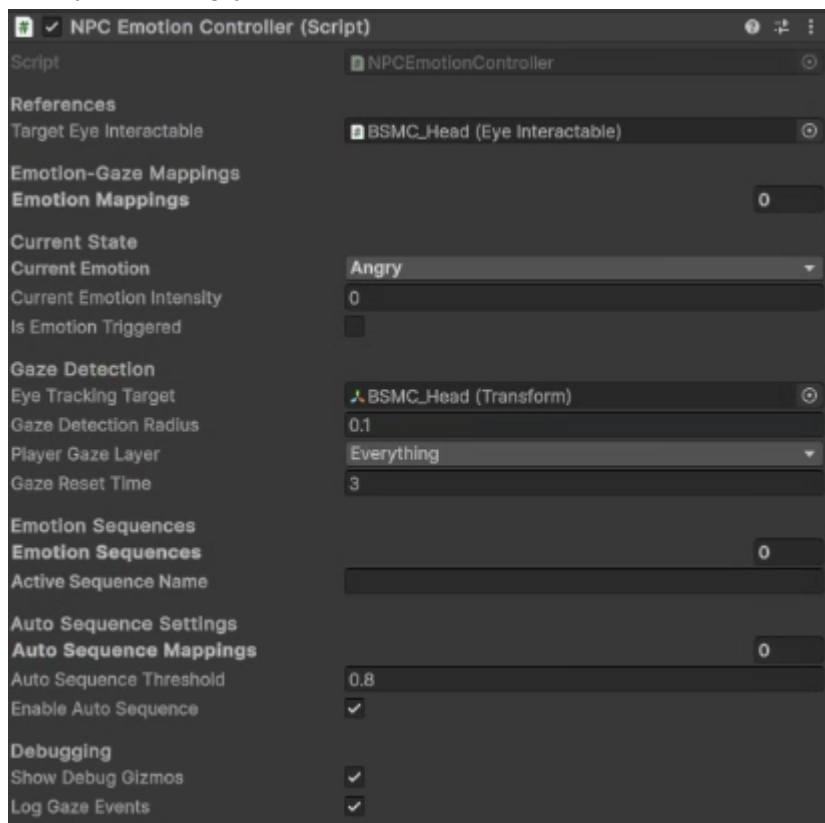 NPC Emotion Controller (Script)
Script NPCEmotionController
References
Target Eye Interactable BSMC_Head (Eye Interactable)
Emotion-Gaze Mappings
Emotion Mappings 0
Current State
Current Emotion Angry
Current Emotion Intensity 0
Is Emotion Triggered
Gaze Detection
Eye Tracking Target BSMC_Head (Transform)
Gaze Detection Radius 0.1
Player Gaze Layer Everything
Gaze Reset Time 3
Emotion Sequences
Emotion Sequences 0
Active Sequence Name
Auto Sequence Settings
Auto Sequence Mappings 0
Auto Sequence Threshold 0.8
Enable Auto Sequence
Debugging
Show Debug Gizmos
Log Gaze Events